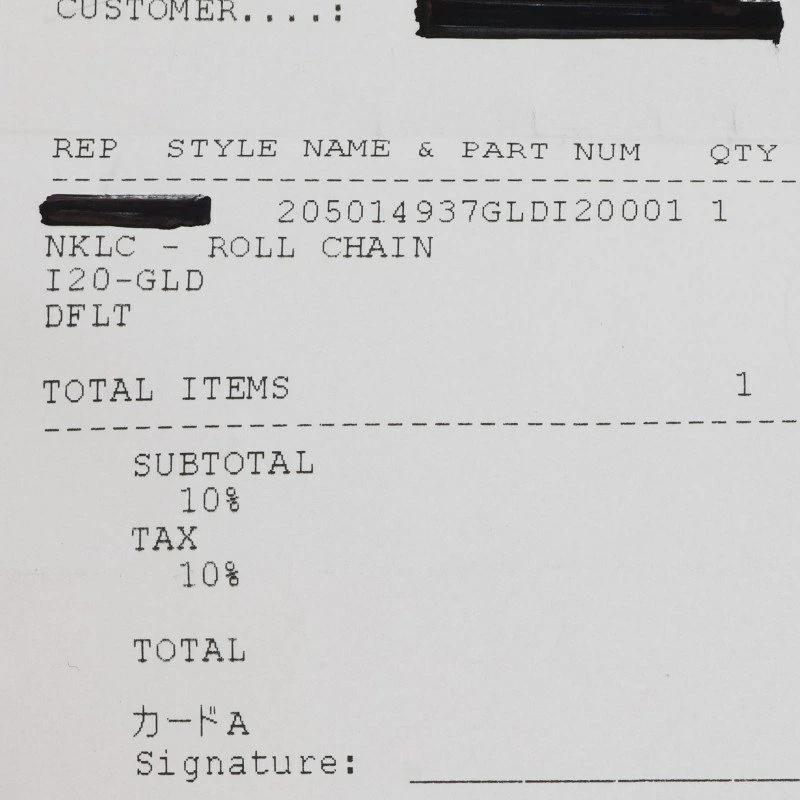 CUSTOMER....:
REP STYLE NAME & PART NUM QTY
205014937GLDI20001 1
NKLC - ROLL CHAIN
I20-GLD
DFLT
TOTAL ITEMS 1
SUBTOTAL
10%
TAX
10%
TOTAL
カードA
Signature: